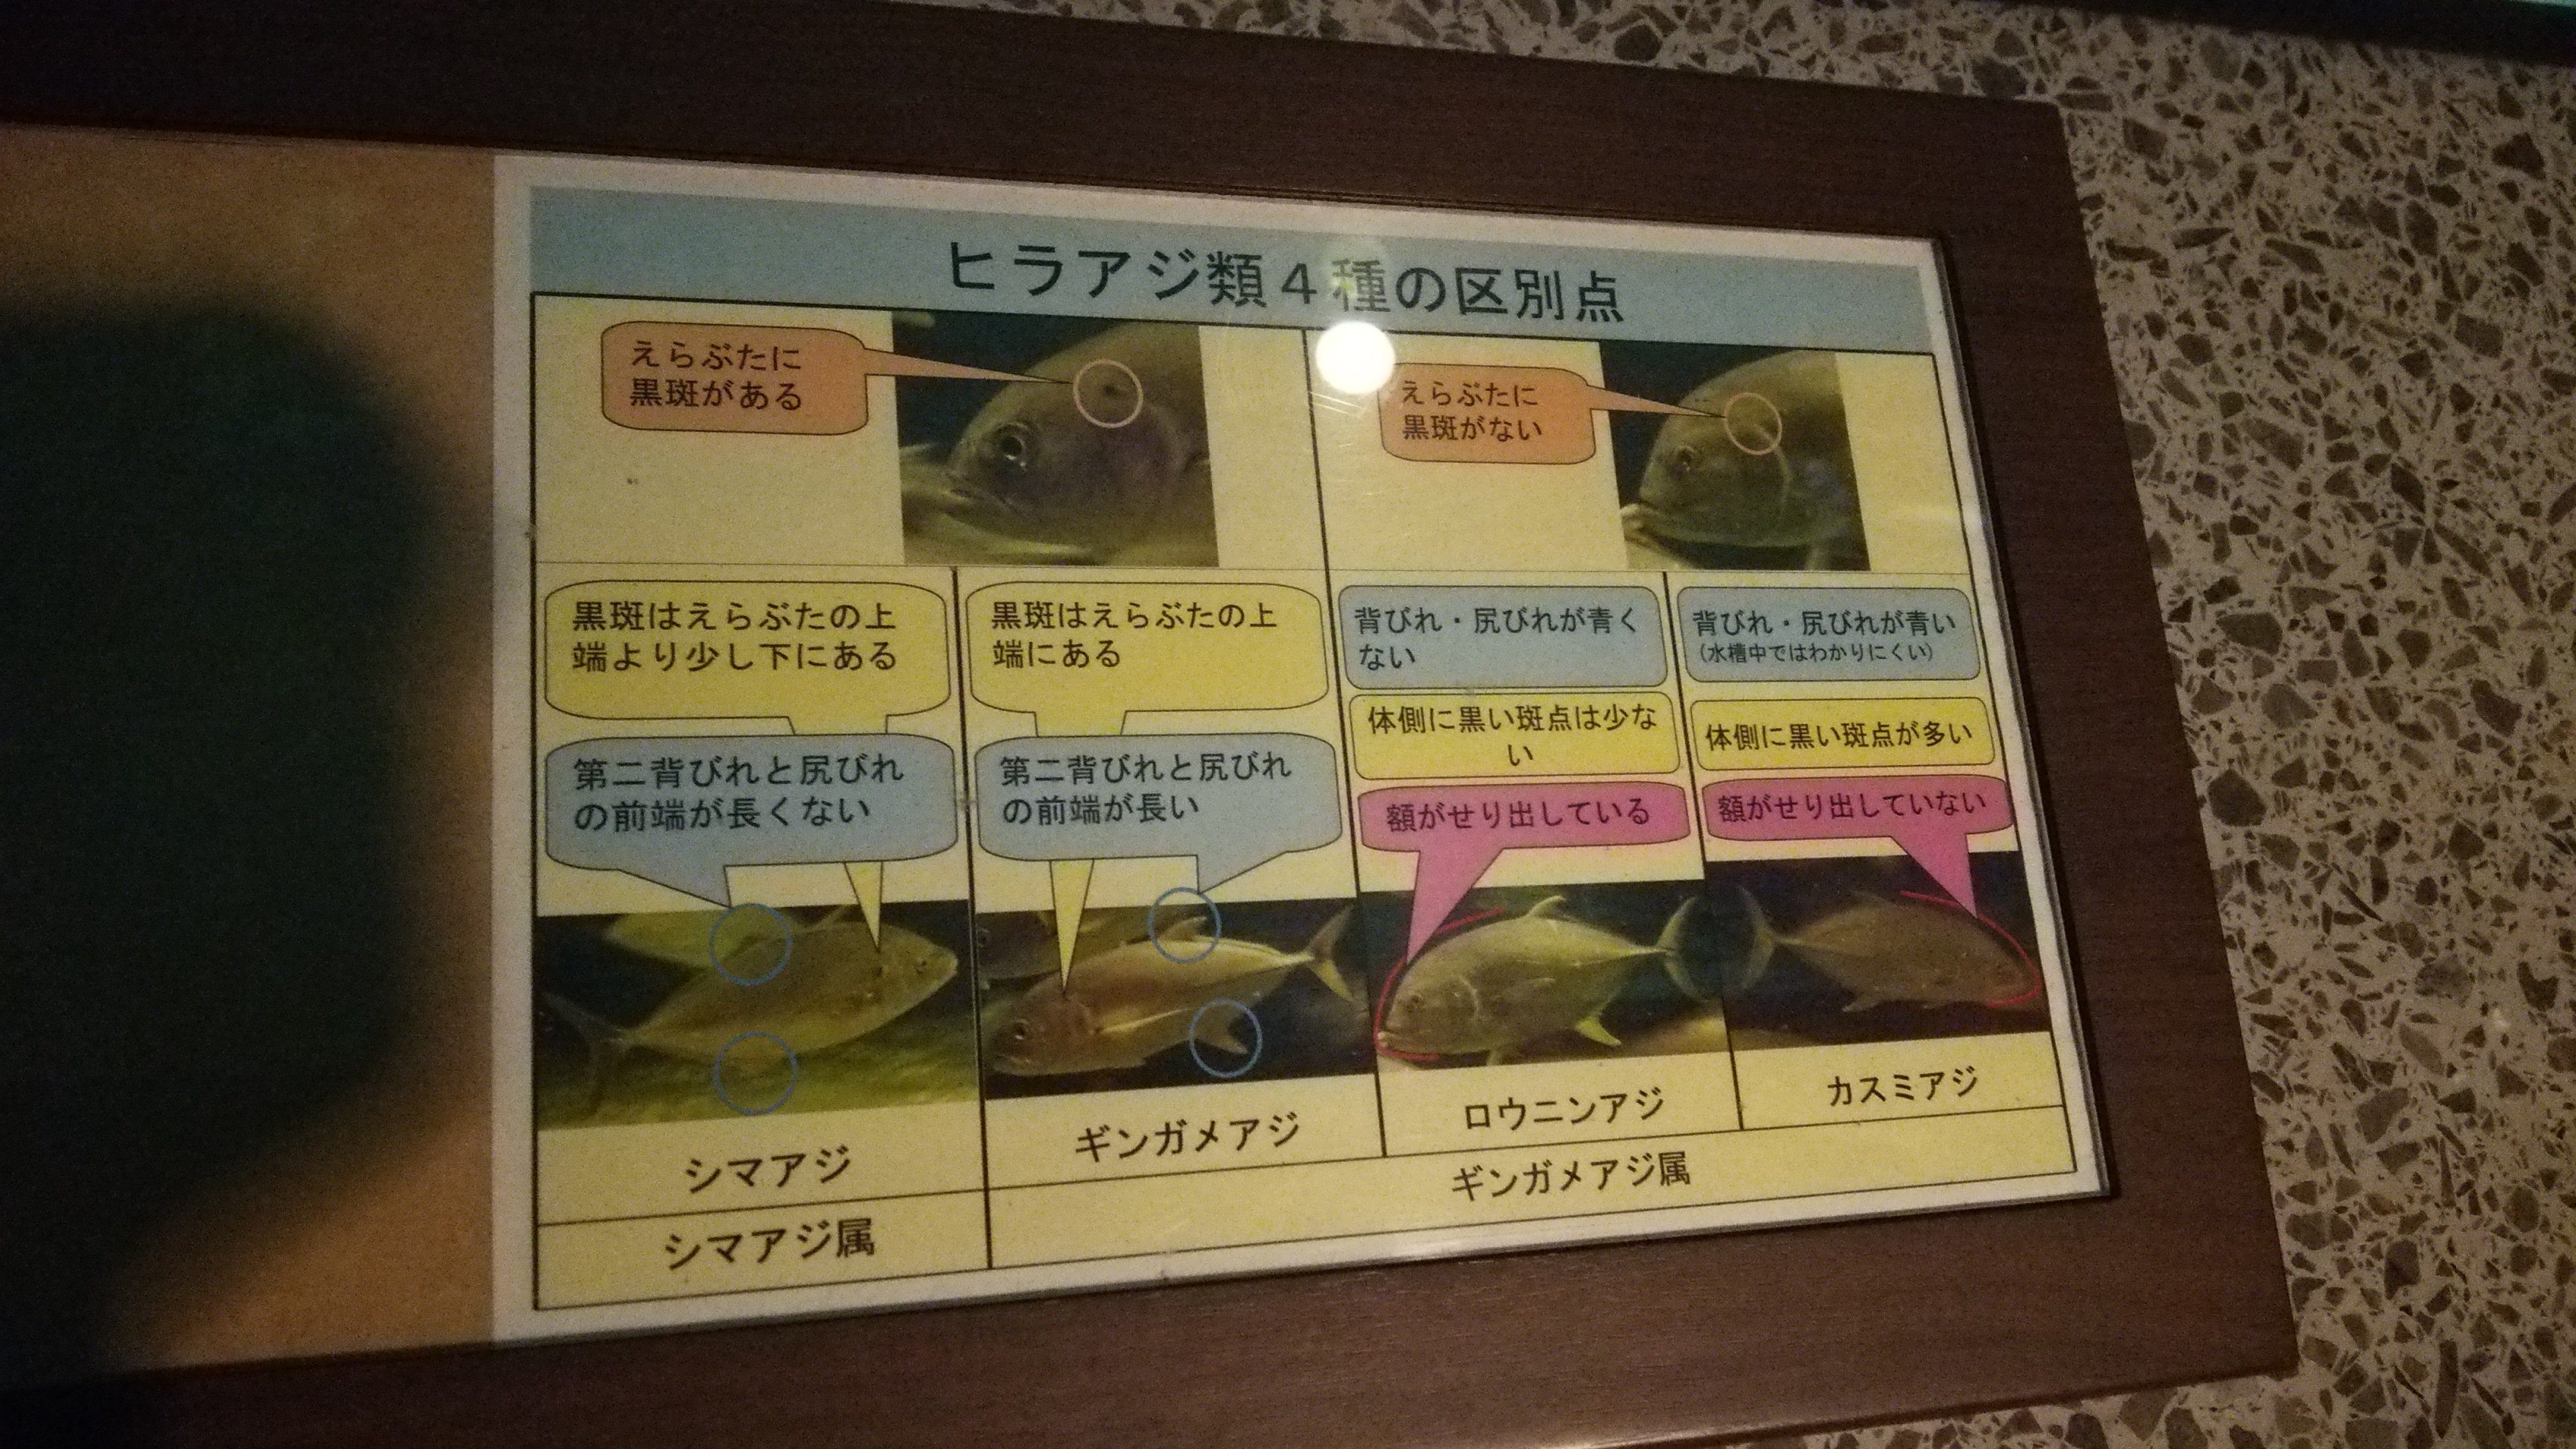 ヒラアジ類4種の区別点
えらぶたに
黒斑がある
えらぶたに
黒斑がない
黒斑はえらぶたの上
端より少し下にある
第二背びれと尻びれ
の前端が長くない
黒斑はえらぶたの上
端にある
第二背びれと尻びれ
の前端が長い
背びれ・尻びれが青く
ない
体側に黒い斑点は少な
い
額がせり出している
背びれ・尻びれが青い
(水槽中ではわかりにくい)
体側に黒い斑点が多い
額がせり出していない
シマアジ
ギンガメアジ
ロウニンアジ
カスミアジ
シマアジ属
ギンガメアジ属